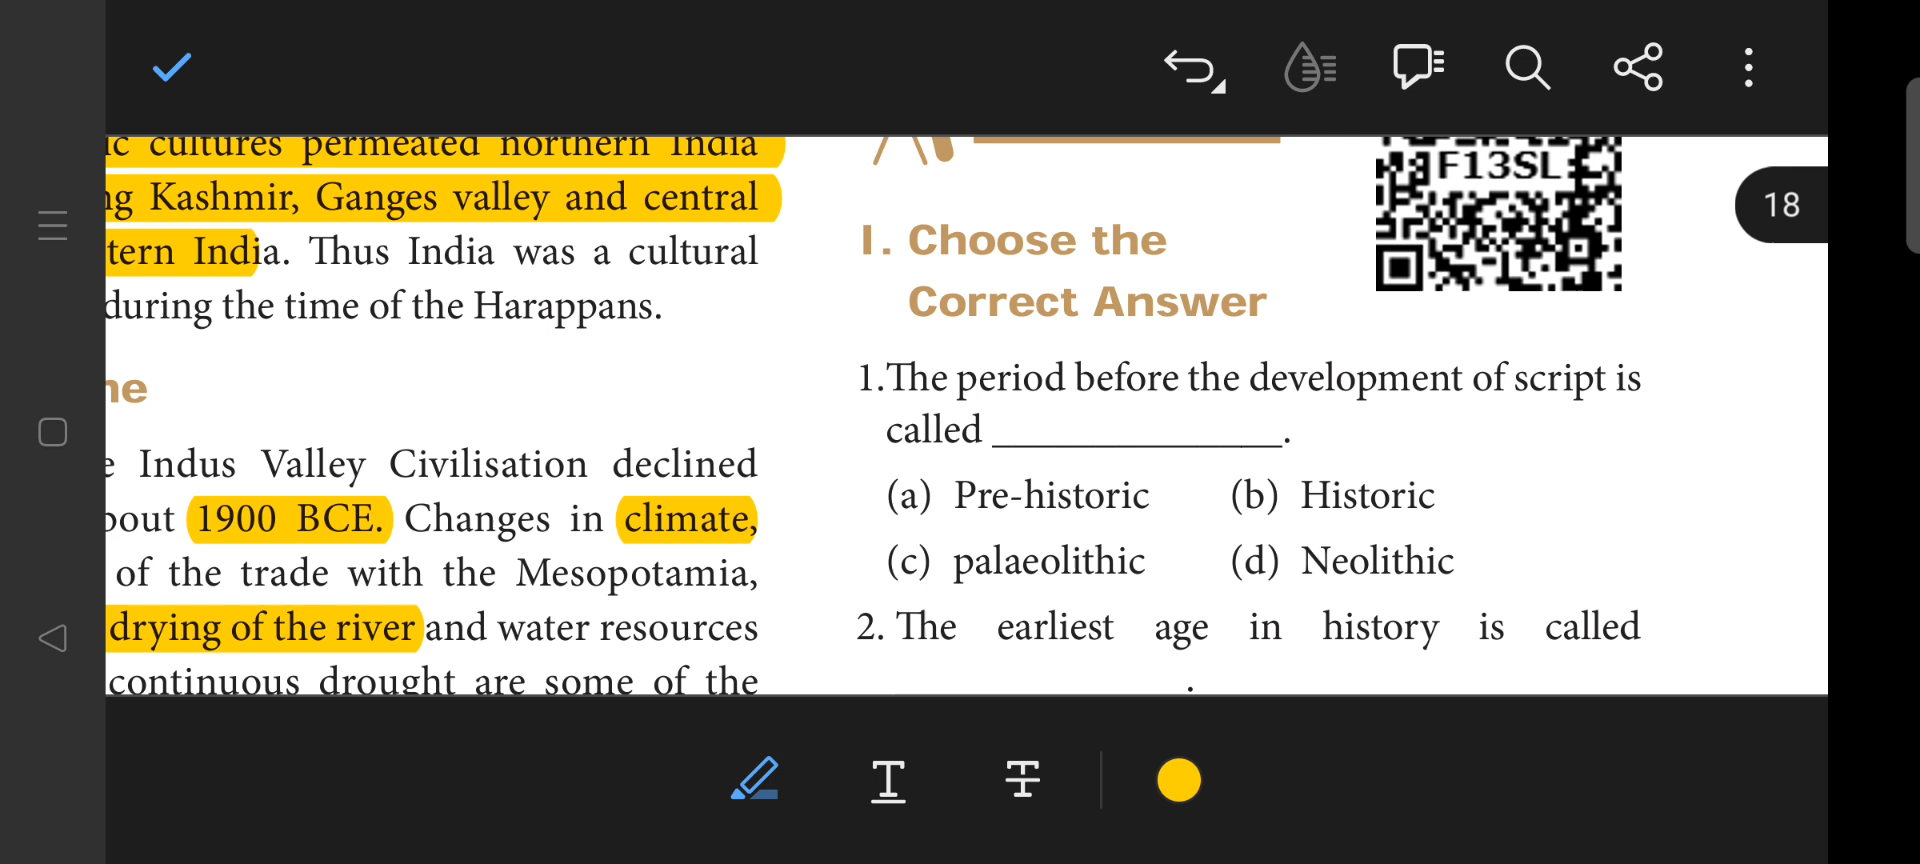 ic cultures permeated northern India
ng Kashmir, Ganges valley and central
tern India. Thus India was a cultural
during the time of the Harappans.
ne
e Indus Valley Civilisation declined
bout 1900 BCE. Changes in climate,
of the trade with the Mesopotamia,
drying of the river and water resources
continuous drought are some of the
F13SL
18
I. Choose the
Correct Answer
1.The period before the development of script is
called ______________.
(a) Pre-historic (b) Historic
(c) palaeolithic (d) Neolithic
2. The earliest age in history is called
.